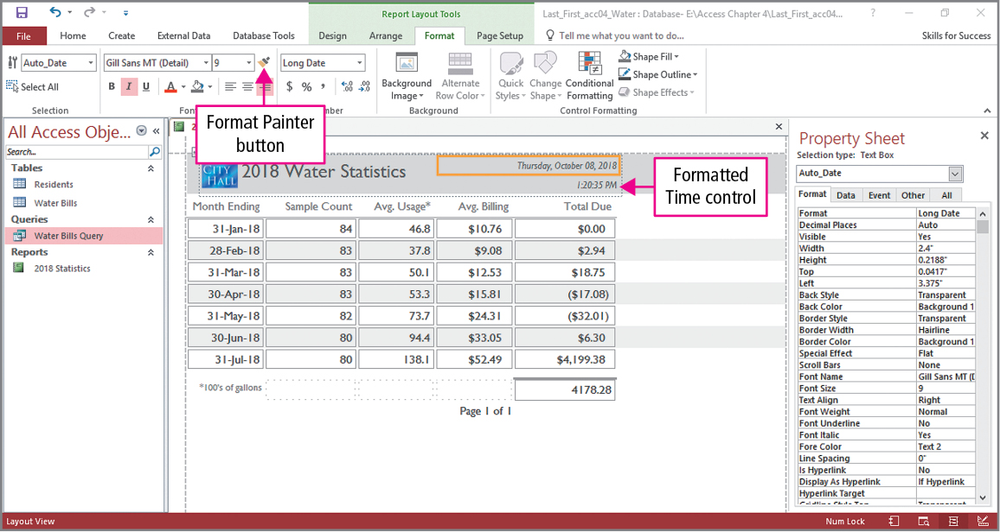 Report Layout Tools
Last_First_acc04_Water : Database- E:\Access Chapter 4\Last_First_acc04...
?
File Home Create External Data Database Tools Design Arrange Format Page Setup Tell me what you want to do... Skills for Success
Auto_Date Gill Sans MT (Detail) 9 Long Date
Select All
B I U A $ % , .00 .0
Background Image Alternate Row Color
Quick Styles Change Shape Conditional Formatting
Shape Fill
Shape Outline
Shape Effects
Selection Fon mber Background Control Formatting
Format Painter
button
All Access Obje...
Search...
Tables
Residents
Water Bills
Queries
Water Bills Query
Reports
2018 Statistics
2
CITY
HALL
2018 Water Statistics
Thursday, October 08, 2018
1:20:35 PM
Formatted
Time control
Month Ending Sample Count Avg. Usage* Avg. Billing Total Due
31-Jan-18 84 46.8 $10.76 $0.00
28-Feb-18 83 37.8 $9.08 $2.94
31-Mar-18 83 50.1 $12.53 $18.75
30-Apr-18 83 53.3 $15.81 ($17.08)
31-May-18 82 73.7 $24.31 ($32.01)
30-Jun-18 80 94.4 $33.05 $6.30
31-Jul-18 80 138.1 $52.49 $4,199.38
*100's of gallons 4178.28
Page 1 of 1
Property Sheet
Selection type: Text Box
Auto_Date
Format Data Event Other All
Format Long Date
Decimal Places Auto
Visible Yes
Width 2.4"
Height 0.2188"
Top 0.0417"
Left 3.375"
Back Style Transparent
Back Color Background 1
Border Style Transparent
Border Width Hairline
Border Color Background 1
Special Effect Flat
Scroll Bars None
Font Name Gill Sans MT (D
Font Size 9
Text Align Right
Font Weight Normal
Font Underline No
Font Italic Yes
Fore Color Text 2
Line Spacing 0"
Is Hyperlink No
Display As Hyperlink If Hyperlink
Hyperlink Target
Layout View Num Lock